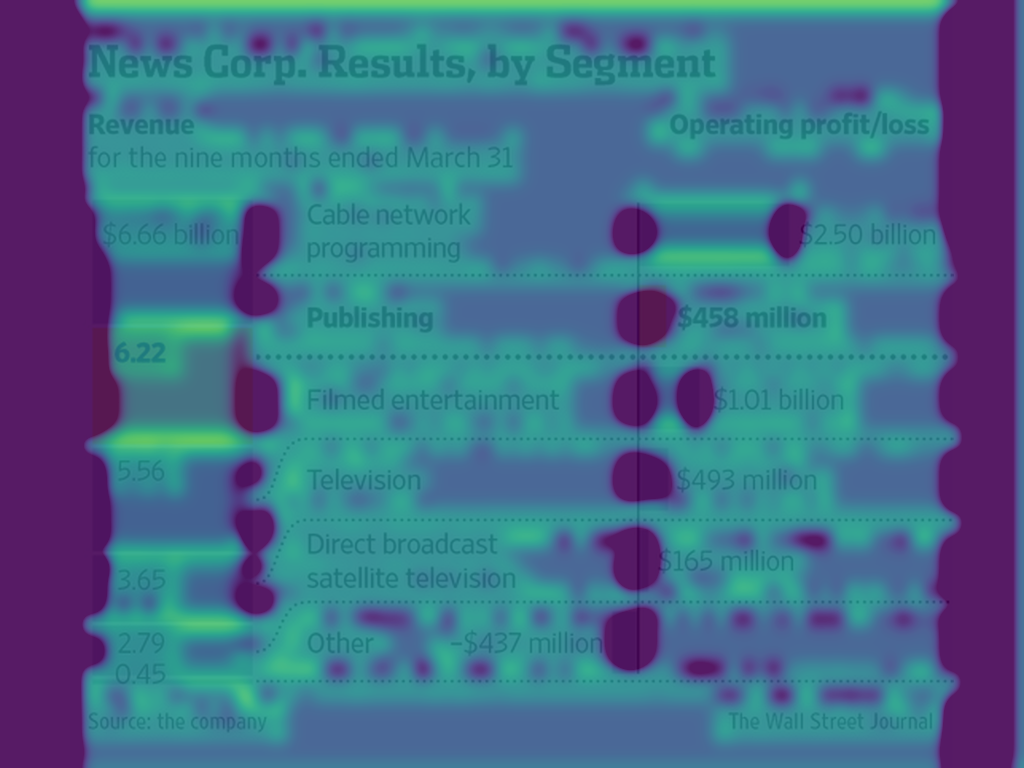 News Corp. Results, by Segment
Revenue
for the nine months ended March 31
Operating profit/loss
$6.66 billion
Cable network
programming
$2.50 billion
6.22
Publishing
$458 million
Filmed entertainment
$1.01 billion
5.56
Television
$493 million
3.65
Direct broadcast
satellite television
$165 million
2.79
Other
–$437 million
0.45
Source: the company
The Wall Street Journal